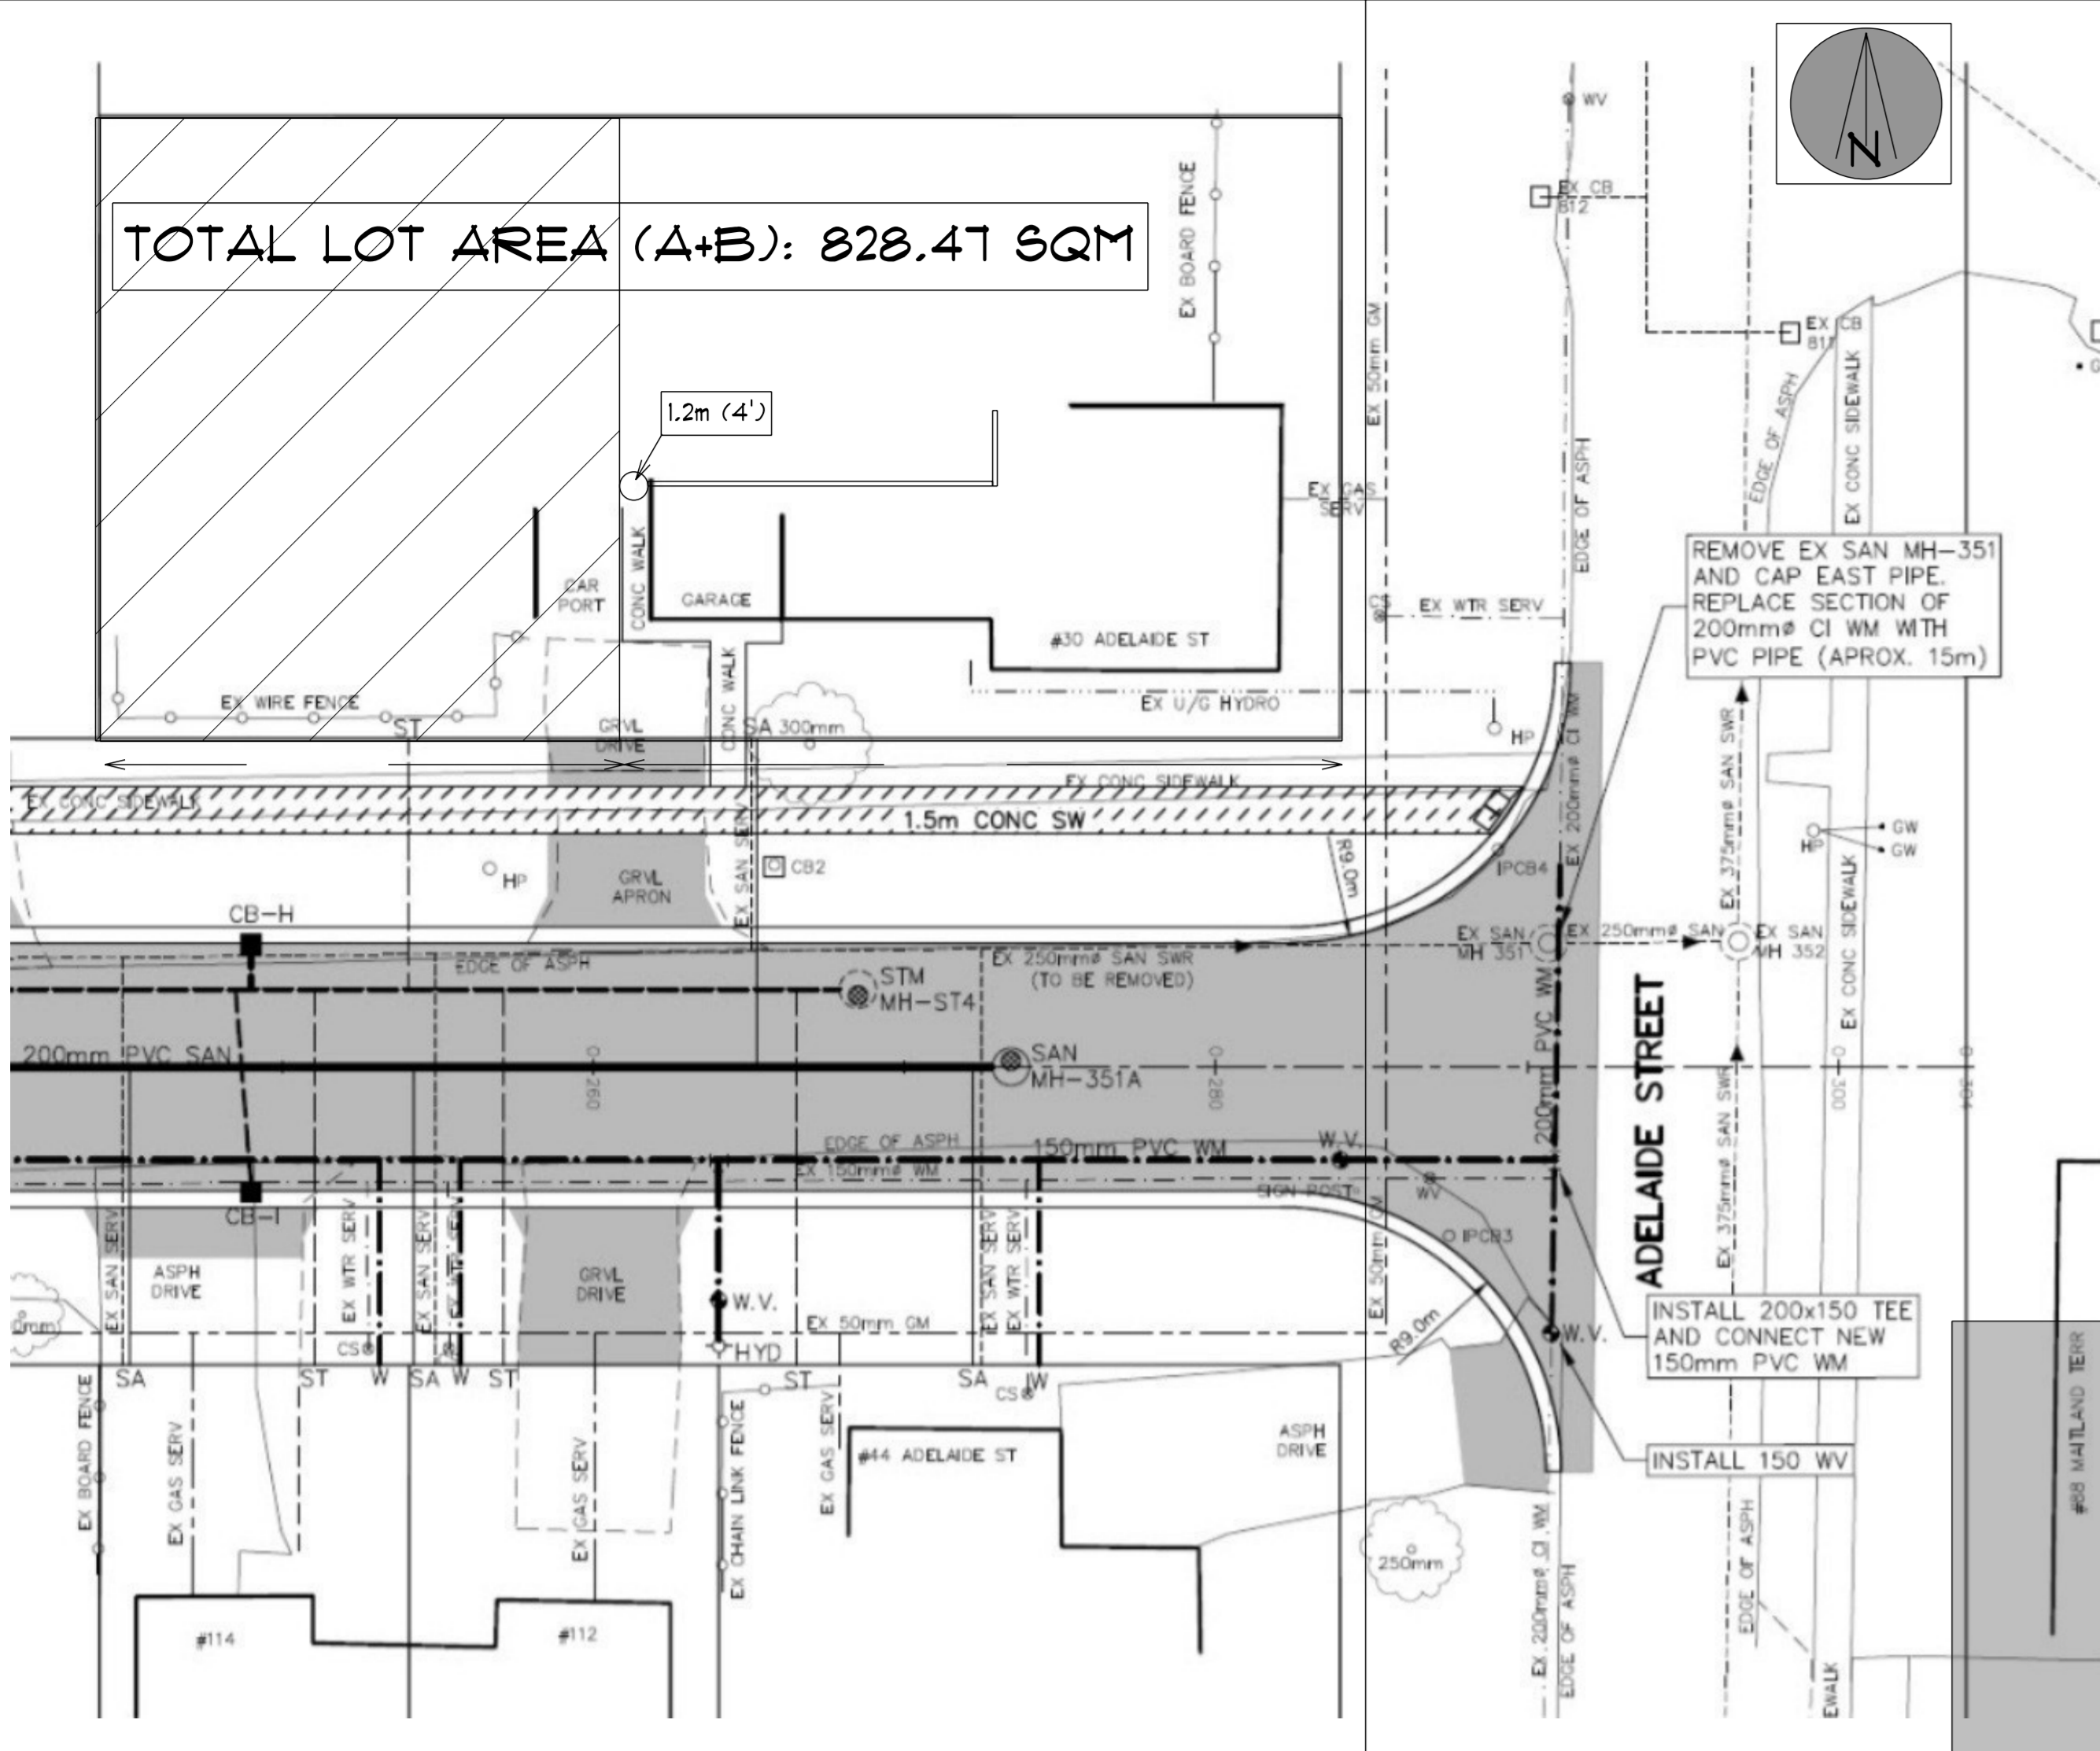 N
WV
EX CB
812
EX BOARD FENCE
TOTAL LOT AREA (A+B): 828.47 SQM
EX 50mm GM
EX CB
EX CONC SIDEWALK
EDGE OF ASPH
1.2m (4')
EDGE OF ASPH
EX GAS
SERV
CONC WALK
CAR
PORT
GARAGE
CS
EX WTR SERV
#30 ADELAIDE ST
REMOVE EX SAN MH-351
AND CAP EAST PIPE.
REPLACE SECTION OF
200mmø CI WM WITH
PVC PIPE (APROX. 15m)
EX WIRE FENCE
ST
GRVL
DRIVE
CONC WALK
SA 300mm
EX U/G HYDRO
HP
EX 200mmø CI WM
EX 375mmø SAN SWR
EX CONC SIDEWALK
EX CONC SIDEWALK
1.5m CONC SW
R9.0m
IPCB4
HP
GW
GW
HP
GRVL
APRON
EX SAN SERV
CB2
CB-H
EX SAN
MH 351
EX 250mmø SAN
EX SAN
MH 352
EX CONC SIDEWALK
EDGE OF ASPH
EX 250mmø SAN SWR
(TO BE REMOVED)
STM
MH-ST4
200mm PVC WM
ADELAIDE STREET
200mm PVC SAN
0-260
SAN
MH-351A
0-280
0-300
0-304
EX 375mmø SAN SWR
EDGE OF ASPH
150mm PVC WM
W.V.
EX 150mmø WM
SIGN POST
WV
CB-I
IPCB3
EX SAN SERV
ASPH
DRIVE
EX WTR SERV
EX SAN SERV
EX WTR SERV
GRVL
DRIVE
W.V.
EX SAN SERV
EX WTR SERV
EX 50mm GM
R9.0m
W.V.
INSTALL 200x150 TEE
AND CONNECT NEW
150mm PVC WM
0mm
CS
EX 50mm GM
HYD
SA
ST
W
SA
W
ST
ST
SA
CS
W
#88 MAITLAND TERR
EX BOARD FENCE
EX GAS SERV
EX GAS SERV
EX CHAIN LINK FENCE
EX GAS SERV
#44 ADELAIDE ST
ASPH
DRIVE
INSTALL 150 WV
250mm
EX 200mmø CI WM
EDGE OF ASPH
EDGE OF ASPH
EWALK
#114
#112